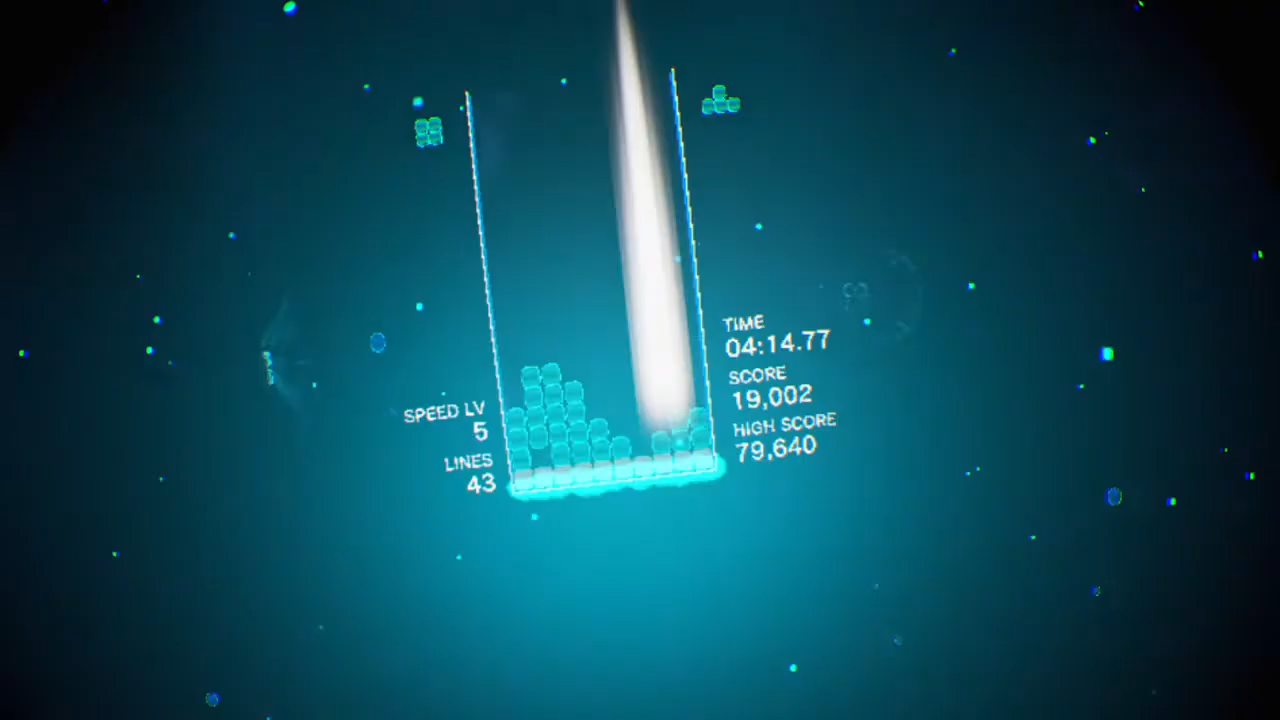 SPEED LV
5
LINES
43
TIME
04:14.77
SCORE
19,002
HIGH SCORE
79,640